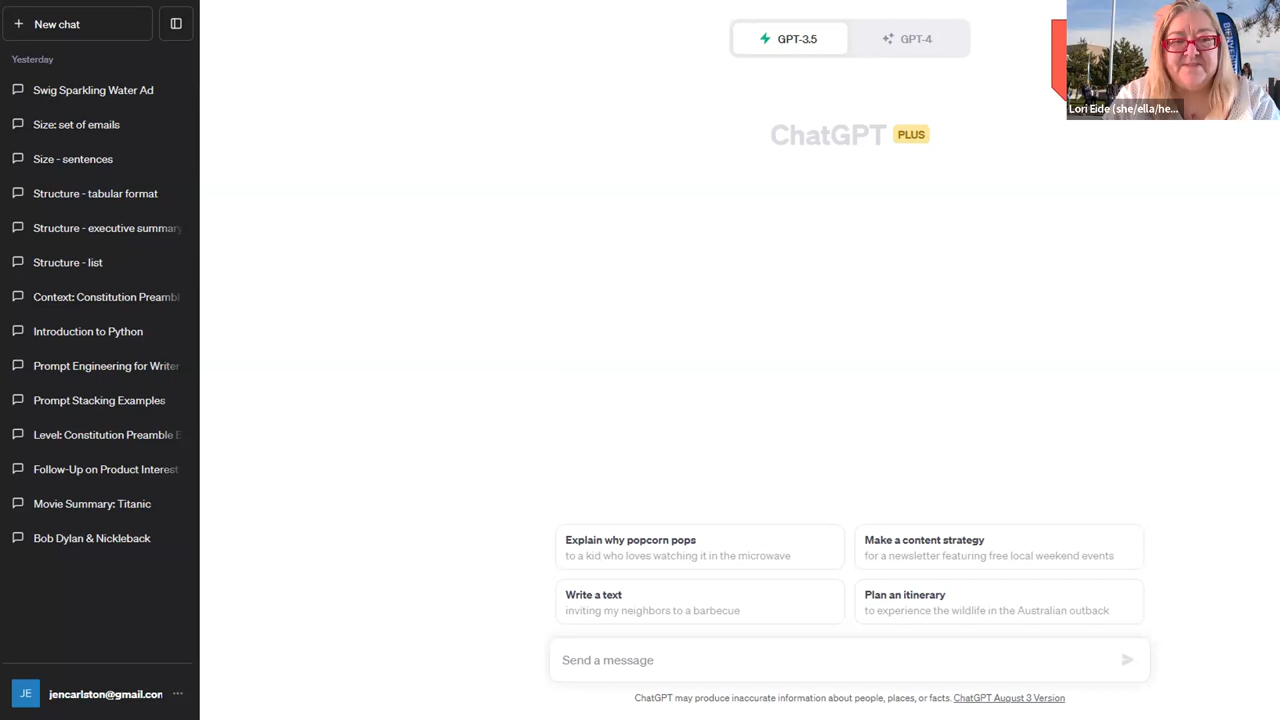 New chat
Yesterday
Swig Sparkling Water Ad
Size: set of emails
Size - sentences
Structure - tabular format
Structure - executive summary
Structure - list
Context: Constitution Preambl
Introduction to Python
Prompt Engineering for Writer
Prompt Stacking Examples
Level: Constitution Preamble E
Follow-Up on Product Interest
Movie Summary: Titanic
Bob Dylan & Nickleback
JE jencarlston@gmail.com
GPT-3.5 GPT-4
ChatGPT PLUS
Explain why popcorn pops
to a kid who loves watching it in the microwave
Make a content strategy
for a newsletter featuring free local weekend events
Write a text
inviting my neighbors to a barbecue
Plan an itinerary
to experience the wildlife in the Australian outback
Send a message
ChatGPT may produce inaccurate information about people, places, or facts. ChatGPT August 3 Version
BIENVENI
Lori Eide (she/ella/he...